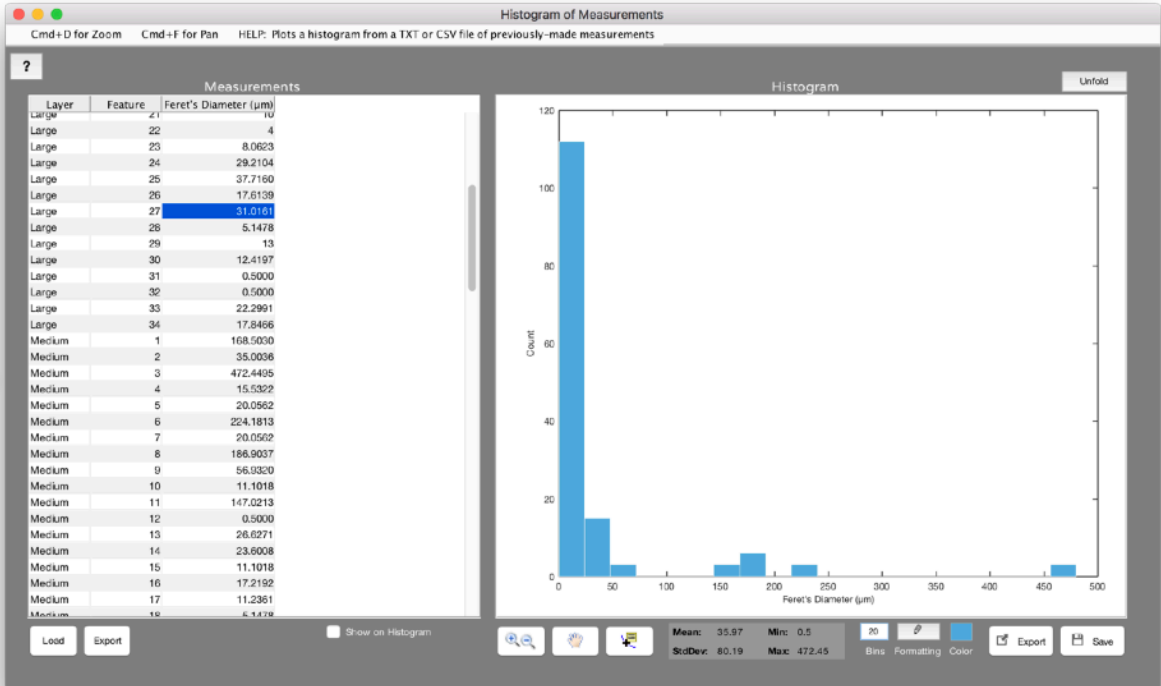 Histogram of Measurements
Cmd+D for Zoom Cmd+F for Pan HELP: Plots a histogram from a TXT or CSV file of previously-made measurements
?
Measurements
Layer Feature Feret's Diameter (µm)
Large 21 10
Large 22 4
Large 23 8.0623
Large 24 29.2104
Large 25 37.7160
Large 26 17.6139
Large 27 31.0161
Large 28 5.1478
Large 29 13
Large 30 12.4197
Large 31 0.5000
Large 32 0.5000
Large 33 22.2991
Large 34 17.8466
Medium 1 168.5030
Medium 2 35.0036
Medium 3 472.4495
Medium 4 15.5322
Medium 5 20.0562
Medium 6 224.1813
Medium 7 20.0562
Medium 8 186.9037
Medium 9 56.9320
Medium 10 11.1018
Medium 11 147.0213
Medium 12 0.5000
Medium 13 26.6271
Medium 14 23.6008
Medium 15 11.1018
Medium 16 17.2192
Medium 17 11.2361
Medium 18 5.1478
Load Export
Show on Histogram
Histogram
Unfold
120
100
80
60
40
20
0
Count
0 50 100 150 200 250 300 350 400 450 500
Feret's Diameter (µm)
Mean: 35.97 Min: 0.5
StdDev: 80.19 Max: 472.45
20
Bins Formatting Color
Export
Save